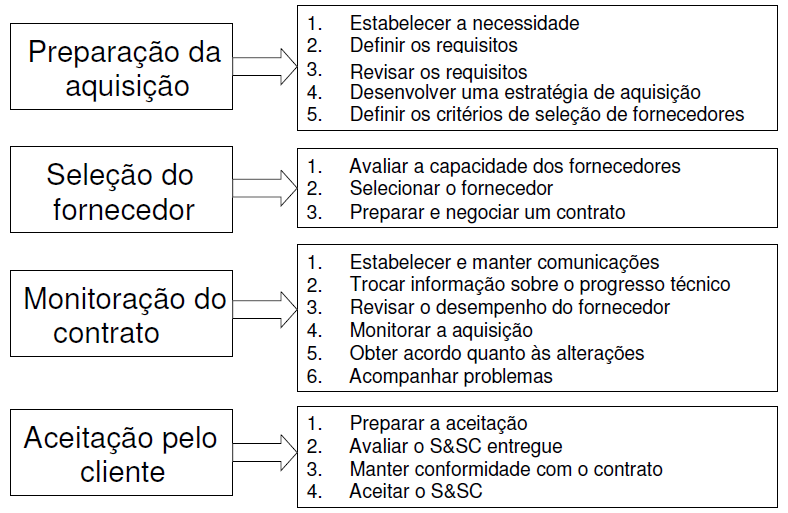 Preparação da
aquisição
1. Estabelecer a necessidade
2. Definir os requisitos
3. Revisar os requisitos
4. Desenvolver uma estratégia de aquisição
5. Definir os critérios de seleção de fornecedores
Seleção do
fornecedor
1. Avaliar a capacidade dos fornecedores
2. Selecionar o fornecedor
3. Preparar e negociar um contrato
Monitoração do
contrato
1. Estabelecer e manter comunicações
2. Trocar informação sobre o progresso técnico
3. Revisar o desempenho do fornecedor
4. Monitorar a aquisição
5. Obter acordo quanto às alterações
6. Acompanhar problemas
Aceitação pelo
cliente
1. Preparar a aceitação
2. Avaliar o S&SC entregue
3. Manter conformidade com o contrato
4. Aceitar o S&SC